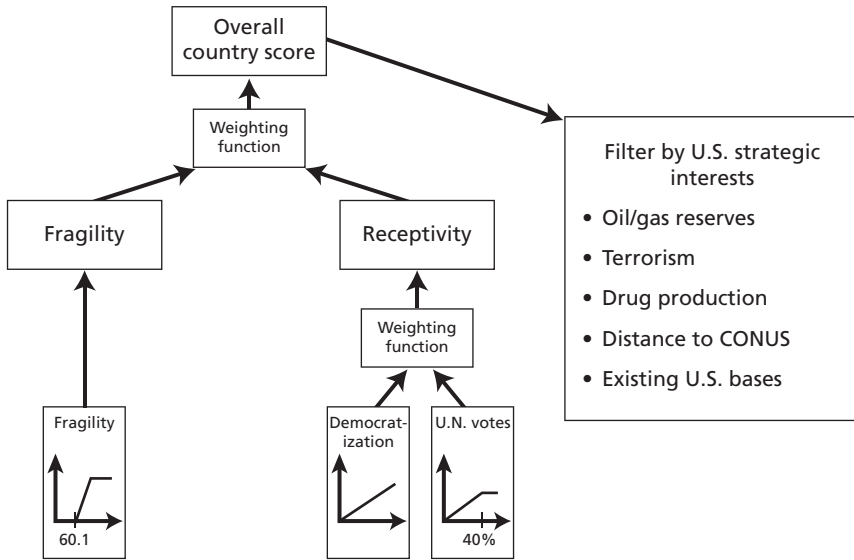 Overall
country score
Weighting
function
Filter by U.S. strategic
interests
• Oil/gas reserves
• Terrorism
• Drug production
• Distance to CONUS
• Existing U.S. bases
Fragility
Receptivity
Weighting
function
Fragility
60.1
Democrat-
ization
U.N. votes
40%